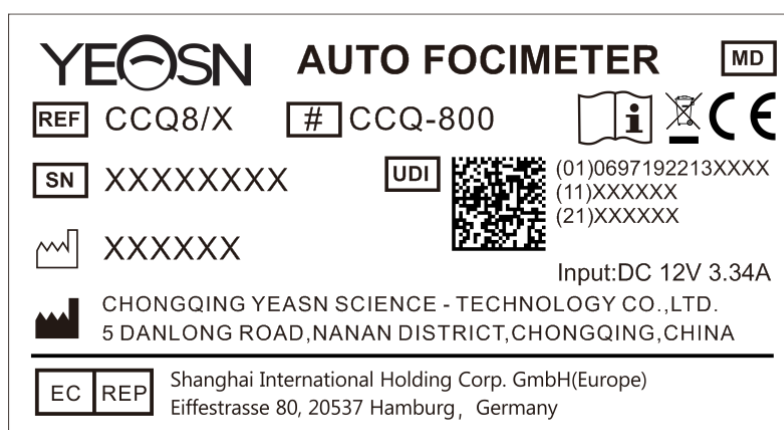 YEASN AUTO FOCIMETER MD
REF CCQ8/X # CCQ-800
SN XXXXXXXX
UDI (01)0697192213XXXX
(11)XXXXXX
(21)XXXXXX
XXXXXX
Input:DC 12V 3.34A
CHONGQING YEASN SCIENCE - TECHNOLOGY CO.,LTD.
5 DANLONG ROAD,NANAN DISTRICT,CHONGQING,CHINA
EC REP
Shanghai International Holding Corp. GmbH(Europe)
Eiffestrasse 80, 20537 Hamburg, Germany